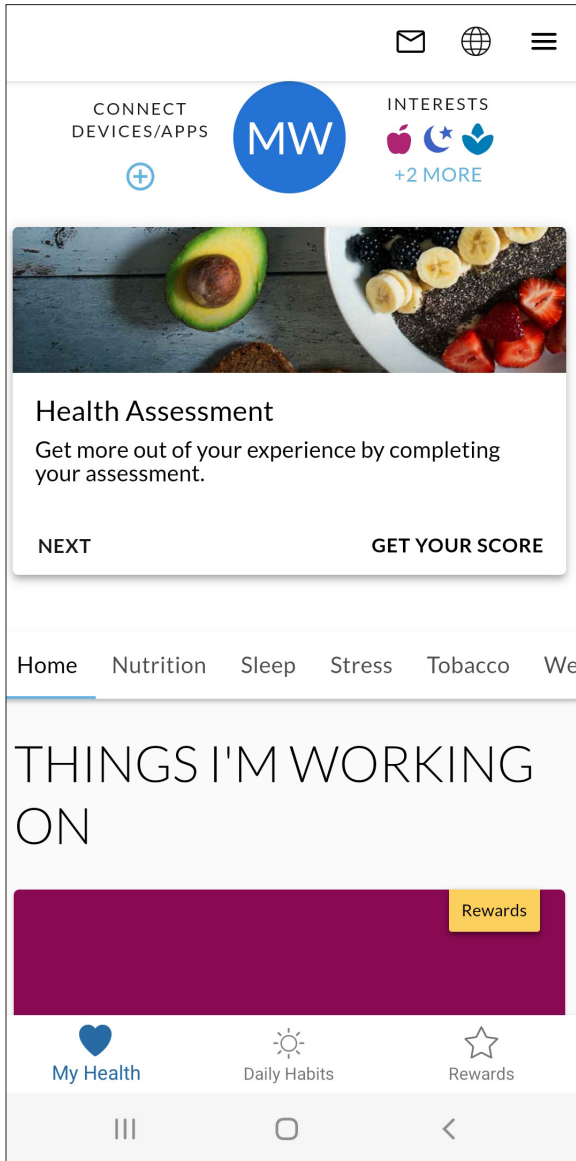 CONNECT
DEVICES/APPS
MW
INTERESTS
+2 MORE
Health Assessment
Get more out of your experience by completing
your assessment.
NEXT
GET YOUR SCORE
Home Nutrition Sleep Stress Tobacco We
THINGS I'M WORKING
ON
Rewards
My Health
Daily Habits
Rewards